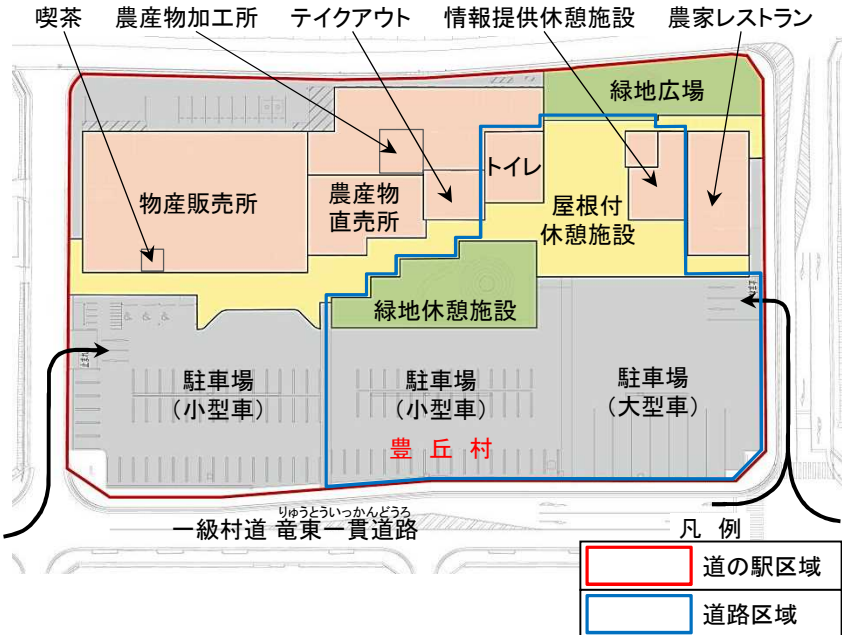 喫茶
農産物加工所
テイクアウト
情報提供休憩施設
農家レストラン
緑地広場
トイレ
物産販売所
農産物
直売所
屋根付
休憩施設
緑地休憩施設
駐車場
（小型車）
駐車場
（小型車）
駐車場
（大型車）
豊丘村
りゅうとういっかんどうろ
一級村道 竜東一貫道路
凡 例
道の駅区域
道路区域